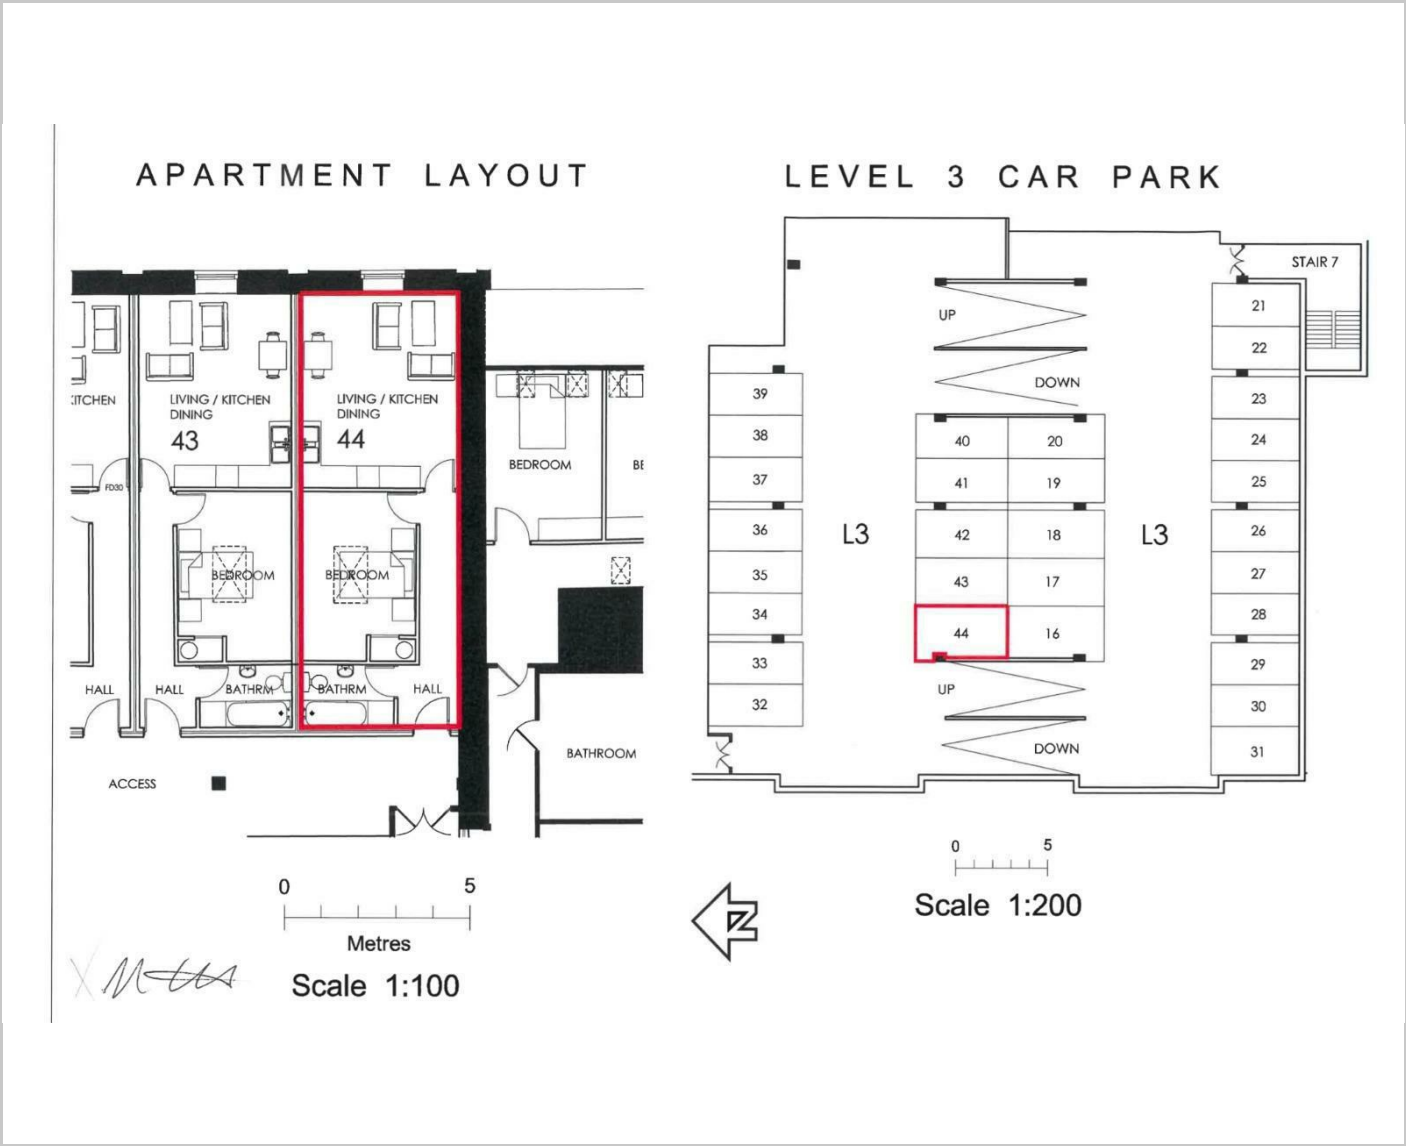 APARTMENT LAYOUT
KITCHEN
LIVING / KITCHEN
DINING
43
LIVING / KITCHEN
DINING
44
FD30
BEDROOM
BEDROOM
BEDROOM
BE
HALL
HALL
BATHRM
BATHRM
HALL
BATHROOM
ACCESS
0 5
Metres
Scale 1:100
LEVEL 3 CAR PARK
STAIR 7
UP
DOWN
39
38
37
36
35
34
33
32
L3
40 20
41 19
42 18
43 17
44 16
UP
DOWN
L3
21
22
23
24
25
26
27
28
29
30
31
0 5
Scale 1:200
N